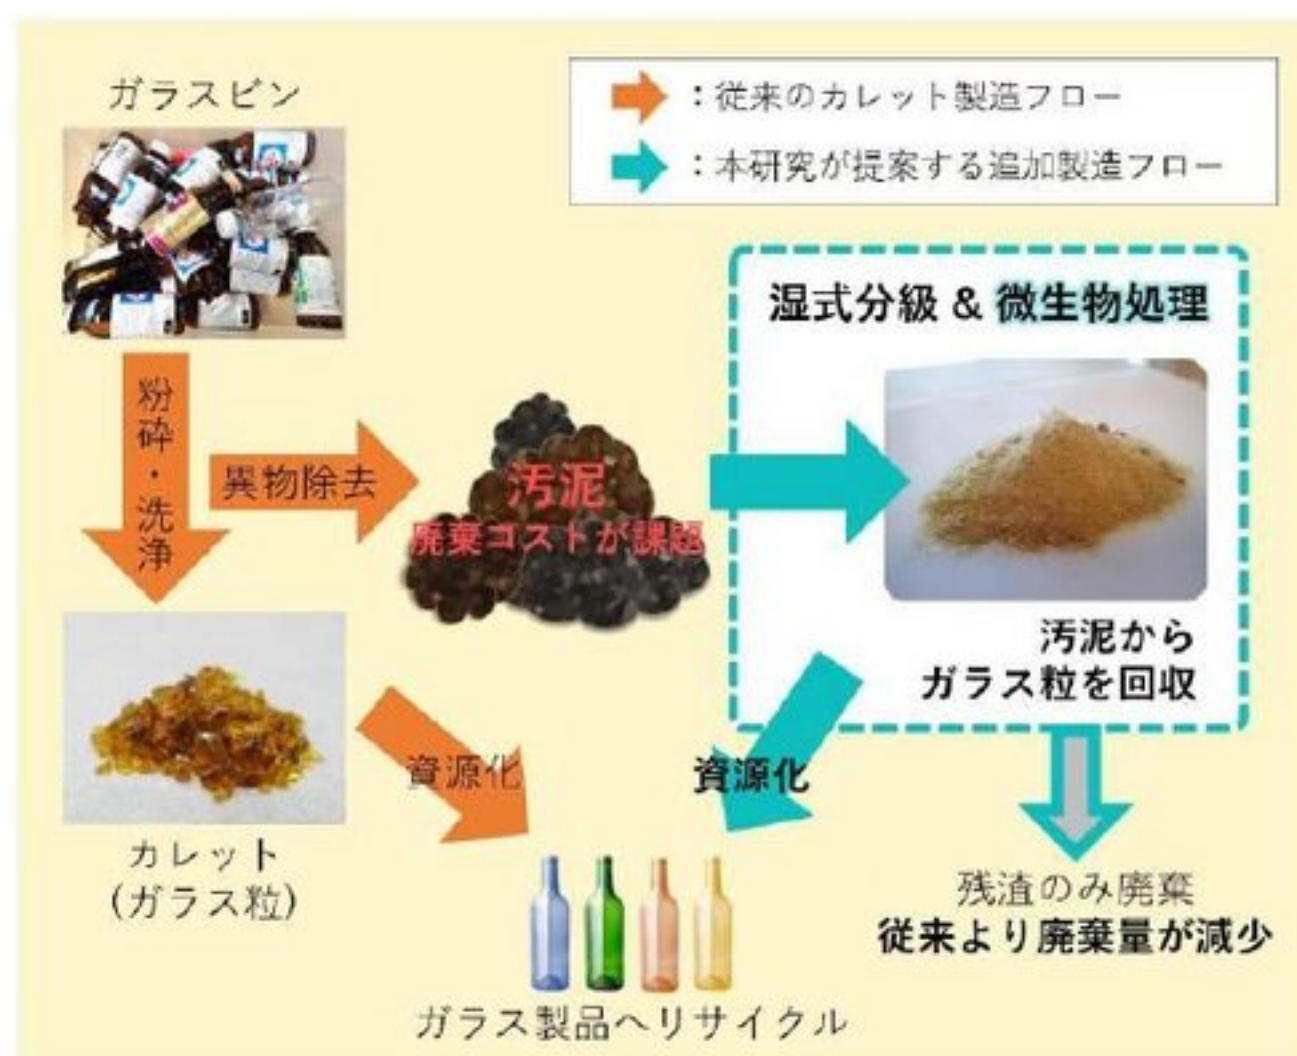 ガラスビン
：従来のカレット製造フロー
：本研究が提案する追加製造フロー
湿式分級 & 微生物処理
粉砕・洗浄
異物除去
汚泥
廃棄コストが課題
汚泥から
ガラス粒を回収
資源化
資源化
カレット
(ガラス粒)
残渣のみ廃棄
従来より廃棄量が減少
ガラス製品へリサイクル